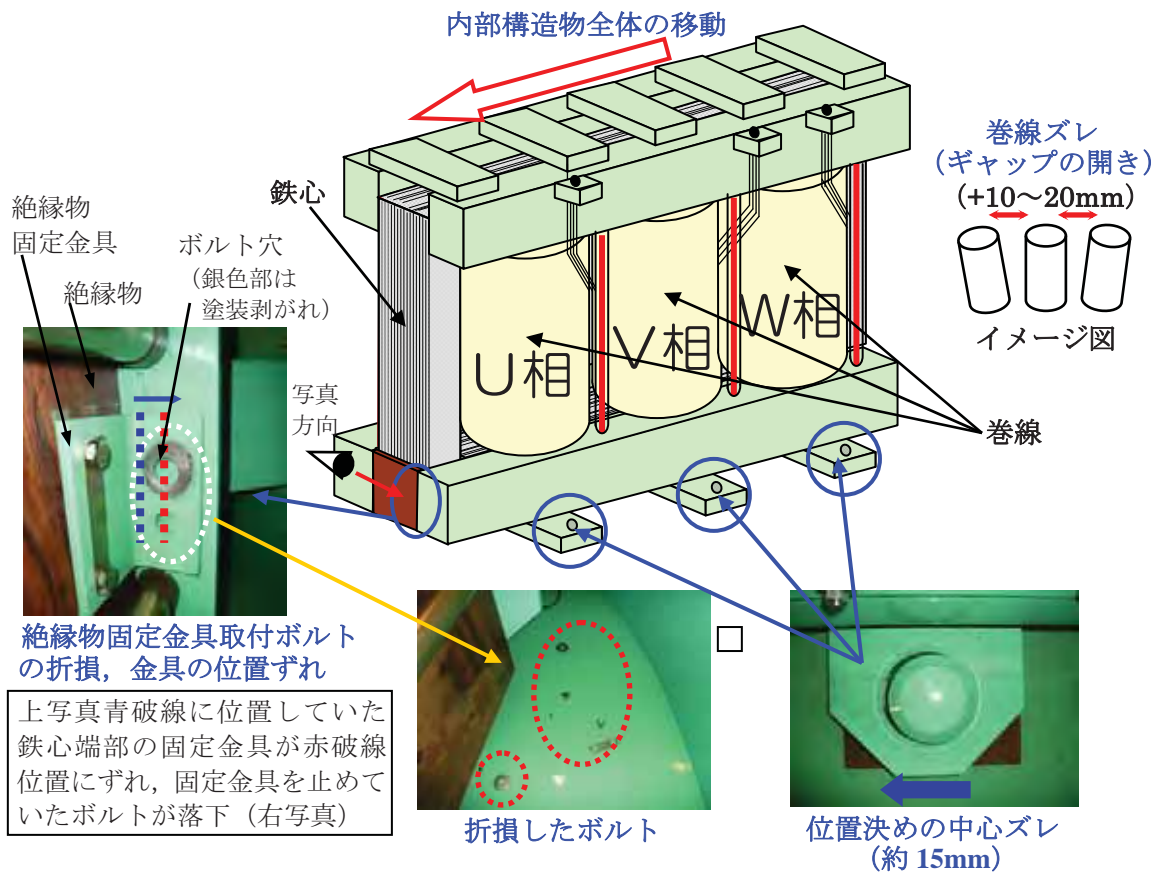 内部構造物全体の移動
巻線ズレ
（ギャップの開き）
（+10～20mm）
イメージ図
鉄心
絶縁物
固定金具
ボルト穴
（銀色部は
塗装剥がれ）
絶縁物
U相
V相
W相
写真
方向
巻線
絶縁物固定金具取付ボルト
の折損，金具の位置ずれ
上写真青破線に位置していた
鉄心端部の固定金具が赤破線
位置にずれ，固定金具を止めて
いたボルトが落下（右写真）
折損したボルト
位置決めの中心ズレ
（約 15mm）